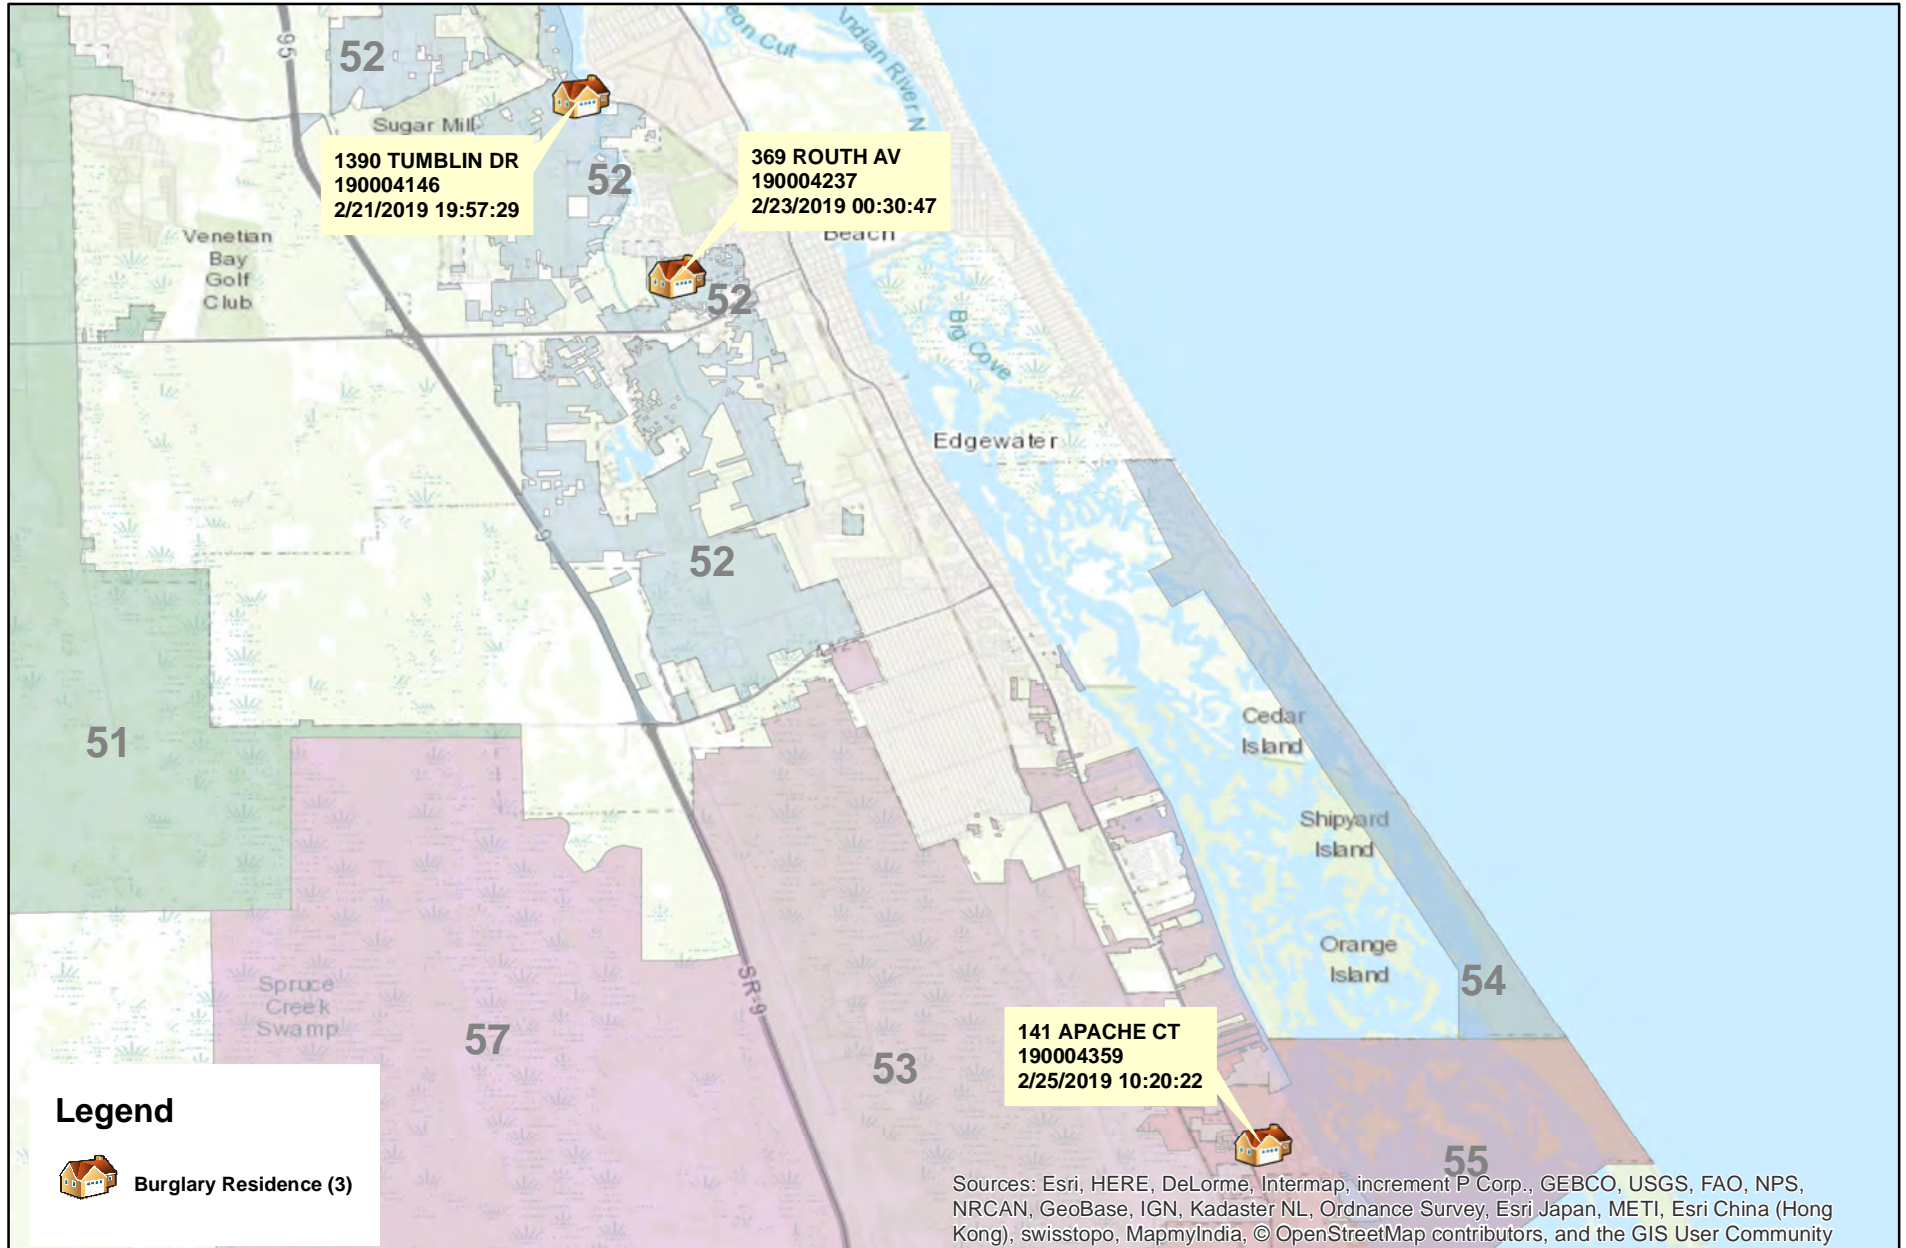 95
52
eon Cut
Indian River N
Sugar Mill
1390 TUMBLIN DR
190004146
2/21/2019 19:57:29
52
369 ROUTH AV
190004237
2/23/2019 00:30:47
Beach
Venetian
Bay
Golf
Club
52
Big Cove
Edgewater
9
52
51
Cedar
Island
Shipyard
Island
Orange
Island
54
Spruce
Creek
Swamp
SR-9
57
53
141 APACHE CT
190004359
2/25/2019 10:20:22
55
Legend
Burglary Residence (3)
Sources: Esri, HERE, DeLorme, Intermap, increment P Corp., GEBCO, USGS, FAO, NPS,
NRCAN, GeoBase, IGN, Kadaster NL, Ordnance Survey, Esri Japan, METI, Esri China (Hong
Kong), swisstopo, MapmyIndia, © OpenStreetMap contributors, and the GIS User Community